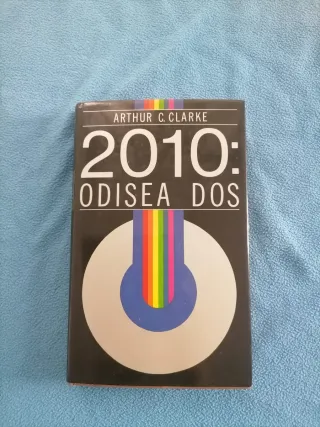 ARTHUR C. CLARKE
2010:
ODISEA DOS